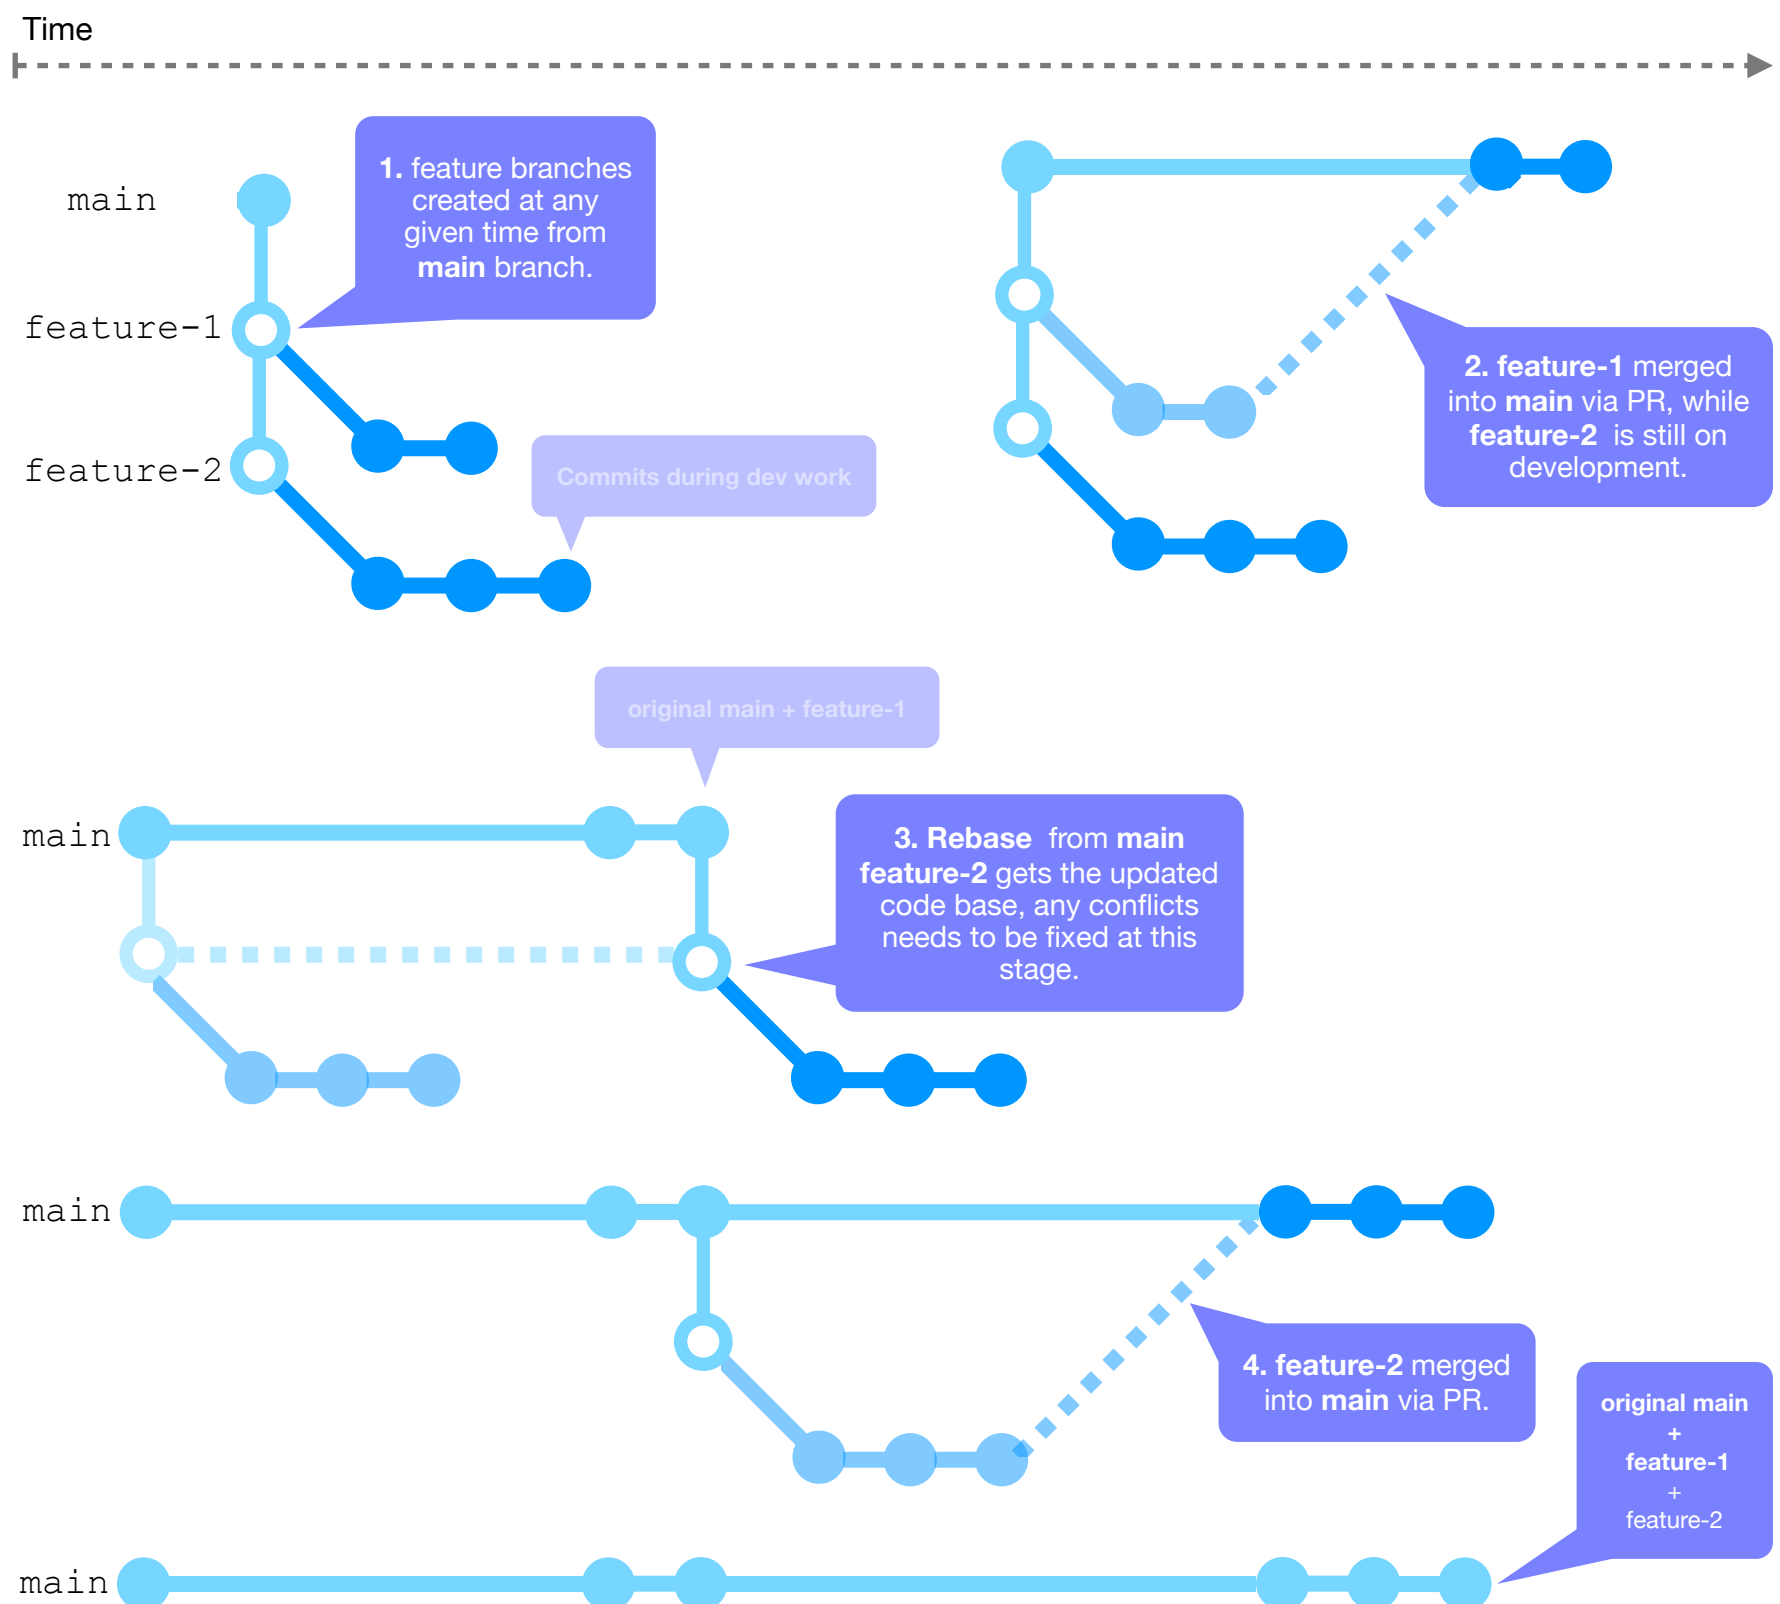 Time
main
feature-1
feature-2
1. feature branches
created at any
given time from
main branch.
Commits during dev work
2. feature-1 merged
into main via PR, while
feature-2 is still on
development.
original main + feature-1
main
3. Rebase from main
feature-2 gets the updated
code base, any conflicts
needs to be fixed at this
stage.
main
4. feature-2 merged
into main via PR.
original main
+
feature-1
+
feature-2
main